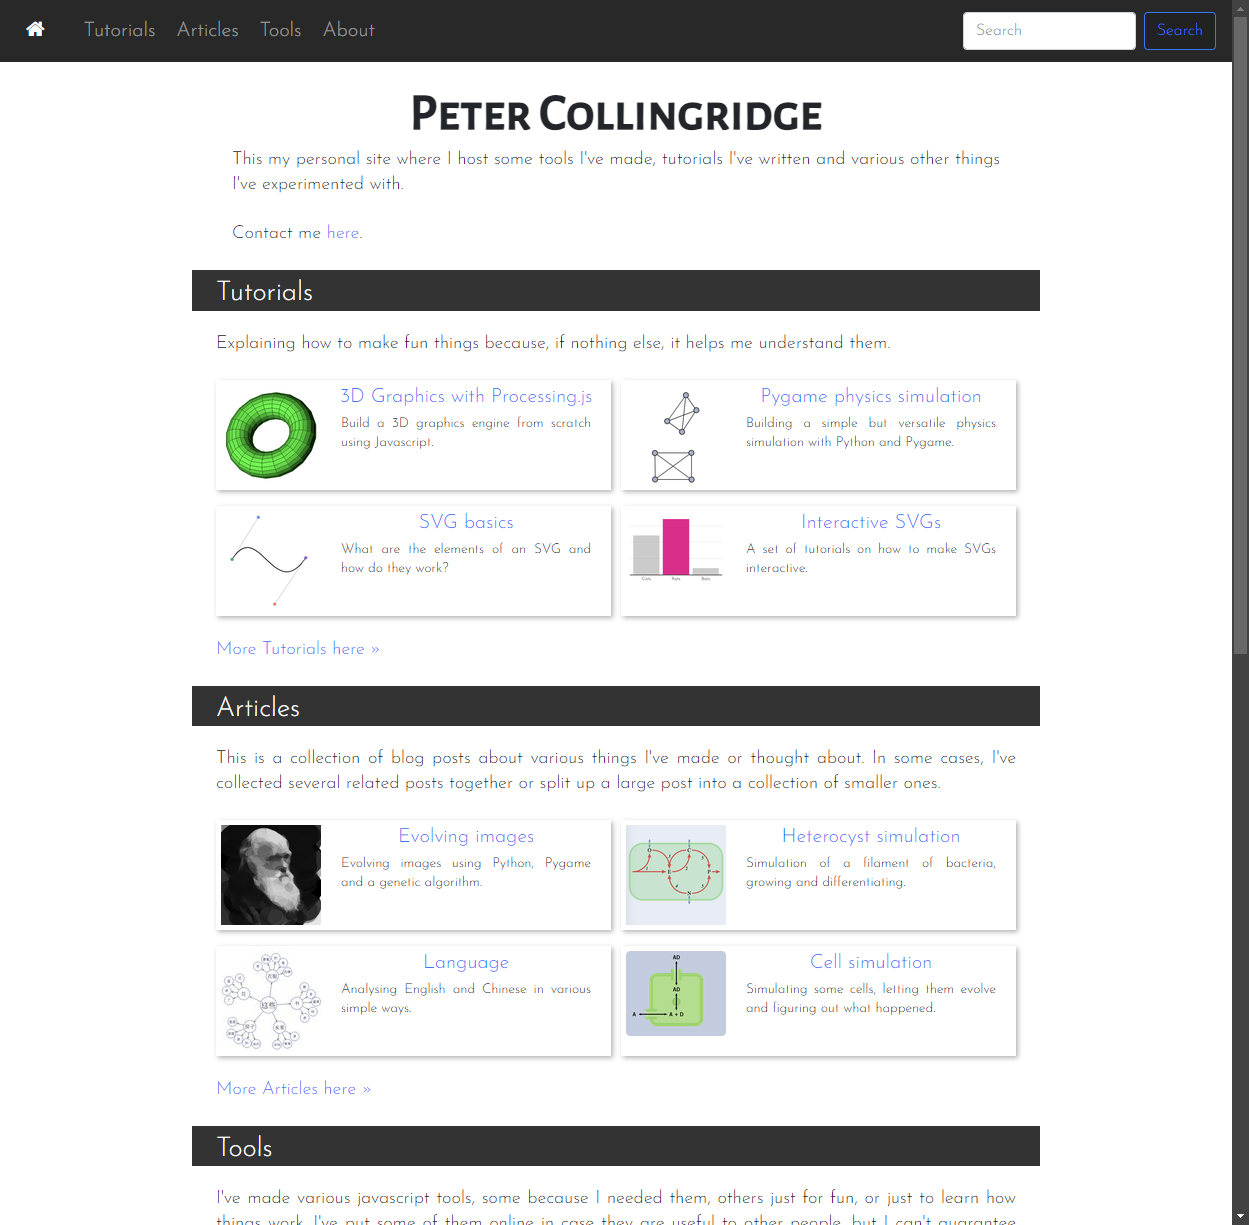 Tutorials Articles Tools About Search Search
Peter Collingridge
This my personal site where I host some tools I've made, tutorials I've written and various other things
I've experimented with.
Contact me here.
Tutorials
Explaining how to make fun things because, if nothing else, it helps me understand them.
3D Graphics with Processing.js
Build a 3D graphics engine from scratch
using Javascript.
Pygame physics simulation
Building a simple but versatile physics
simulation with Python and Pygame.
SVG basics
What are the elements of an SVG and
how do they work?
Cats Rats Bats
Interactive SVGs
A set of tutorials on how to make SVGs
interactive.
More Tutorials here »
Articles
This is a collection of blog posts about various things I've made or thought about. In some cases, I've
collected several related posts together or split up a large post into a collection of smaller ones.
Evolving images
Evolving images using Python, Pygame
and a genetic algorithm.
Heterocyst simulation
Simulation of a filament of bacteria,
growing and differentiating.
Language
Analysing English and Chinese in various
simple ways.
AD
AD
A A + D
Cell simulation
Simulating some cells, letting them evolve
and figuring out what happened.
More Articles here »
Tools
I've made various javascript tools, some because I needed them, others just for fun, or just to learn how
things work. I've put some of them online in case they are useful to other people, but I can't guarantee